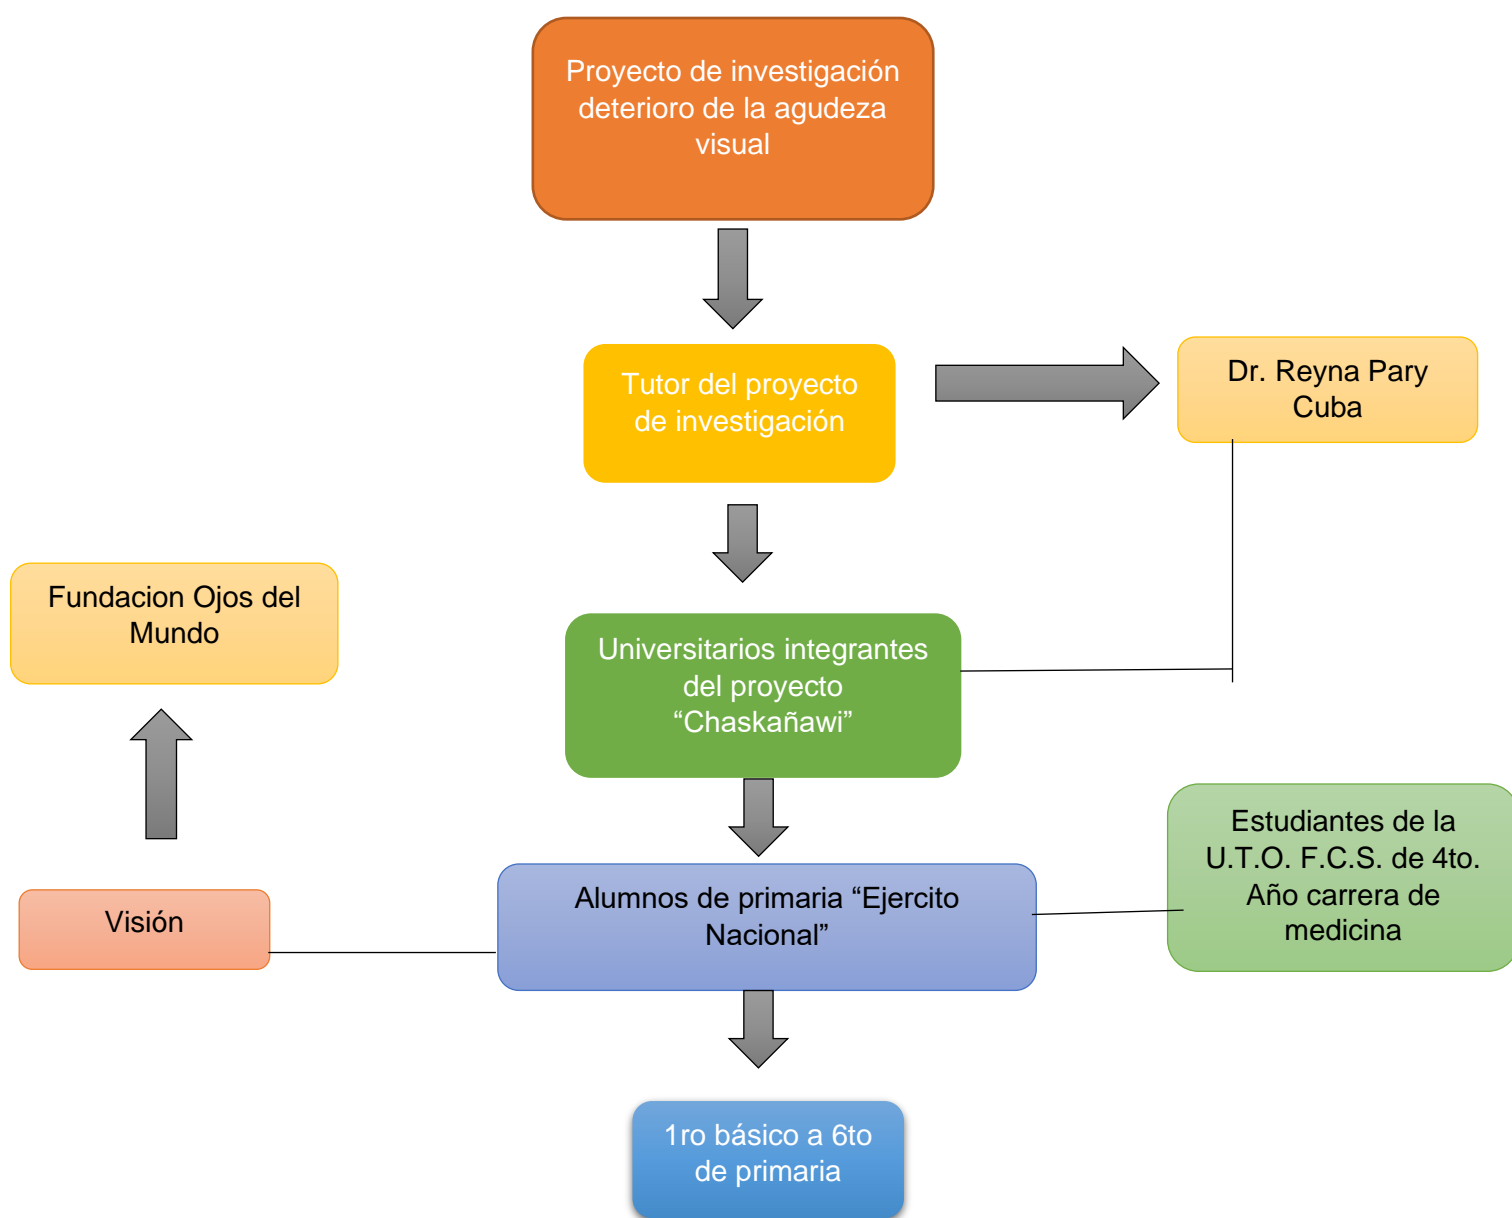 Proyecto de investigación
deterioro de la agudeza
visual
Tutor del proyecto
de investigación
Dr. Reyna Pary
Cuba
Fundacion Ojos del
Mundo
Universitarios integrantes
del proyecto
“Chaskañawi”
Estudiantes de la
U.T.O. F.C.S. de 4to.
Año carrera de
medicina
Visión
Alumnos de primaria “Ejercito
Nacional”
1ro básico a 6to
de primaria